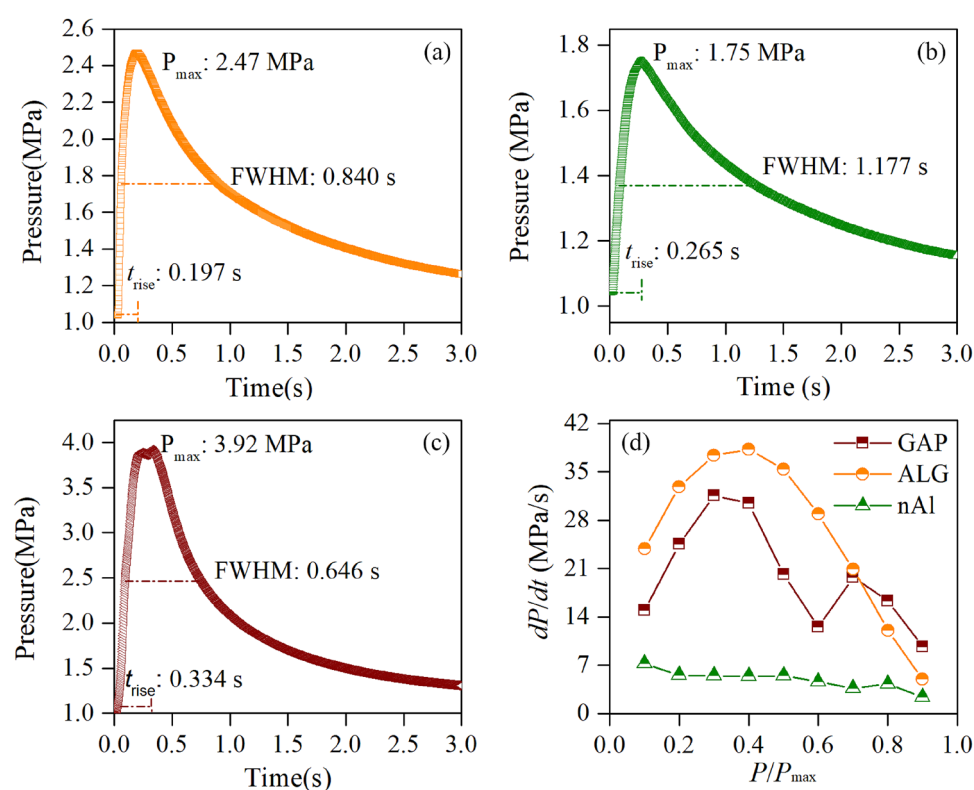 (a)
P_max: 2.47 MPa
FWHM: 0.840 s
t_rise: 0.197 s
Pressure(MPa)
2.6
2.4
2.2
2.0
1.8
1.6
1.4
1.2
1.0
0.0 0.5 1.0 1.5 2.0 2.5 3.0
Time(s)
(b)
P_max: 1.75 MPa
FWHM: 1.177 s
t_rise: 0.265 s
Pressure (MPa)
1.8
1.6
1.4
1.2
1.0
0.0 0.5 1.0 1.5 2.0 2.5 3.0
Time (s)
(c)
P_max: 3.92 MPa
FWHM: 0.646 s
t_rise: 0.334 s
Pressure(MPa)
4.0
3.5
3.0
2.5
2.0
1.5
1.0
0.0 0.5 1.0 1.5 2.0 2.5 3.0
Time(s)
(d)
GAP
ALG
nAl
dP/dt (MPa/s)
42
35
28
21
14
7
0
0.0 0.2 0.4 0.6 0.8 1.0
P/P_max